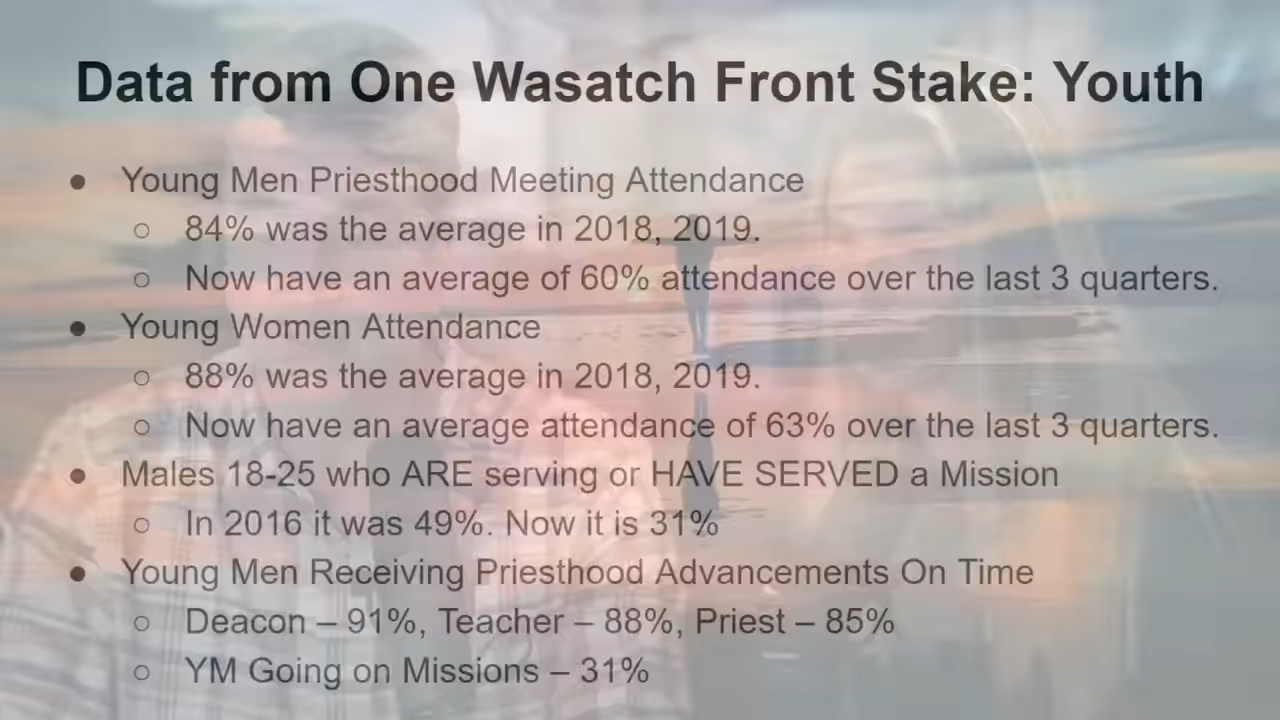 Data from One Wasatch Front Stake: Youth
● Young Men Priesthood Meeting Attendance
○ 84% was the average in 2018, 2019.
○ Now have an average of 60% attendance over the last 3 quarters.
● Young Women Attendance
○ 88% was the average in 2018, 2019.
○ Now have an average attendance of 63% over the last 3 quarters.
● Males 18-25 who ARE serving or HAVE SERVED a Mission
○ In 2016 it was 49%. Now it is 31%
● Young Men Receiving Priesthood Advancements On Time
○ Deacon – 91%, Teacher – 88%, Priest – 85%
○ YM Going on Missions – 31%